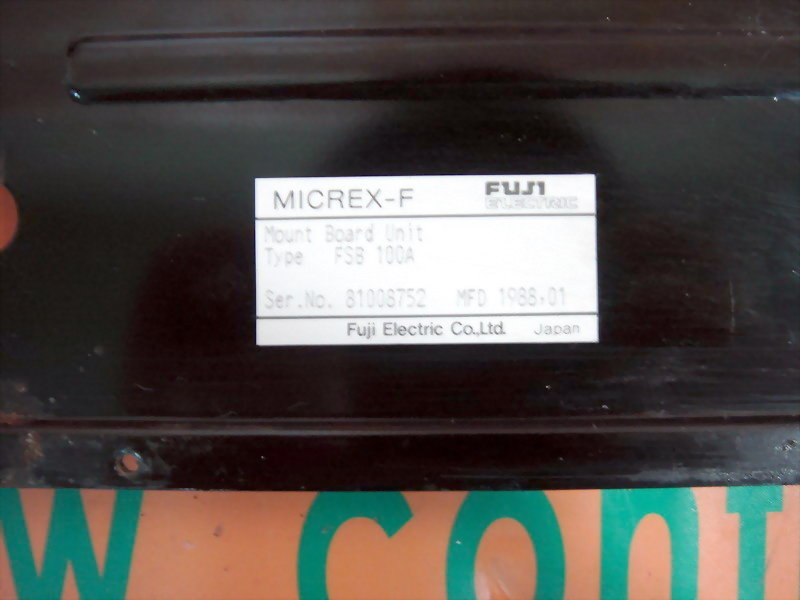 MICREX-F FUJI ELECTRIC
Mount Board Unit
Type FSB 100A
Ser.No. 81008752 MFD 1988.01
Fuji Electric Co.,Ltd. Japan
w cont